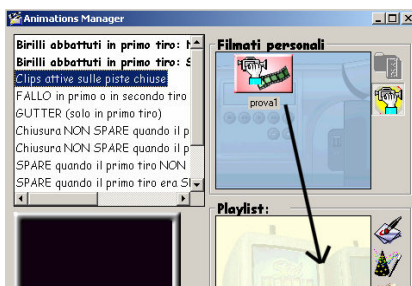 Animations Manager
Birilli abbattuti in primo tiro:
Birilli abbattuti in primo tiro:
Clips attive sulle piste chiuse
FALLO in primo o in secondo tiro
GUTTER (solo in primo tiro)
Chiusura NON SPARE quando il p
Chiusura NON SPARE quando il p
SPARE quando il primo tiro NON
SPARE quando il primo tiro era
Filmati personali
prova1
Playlist: